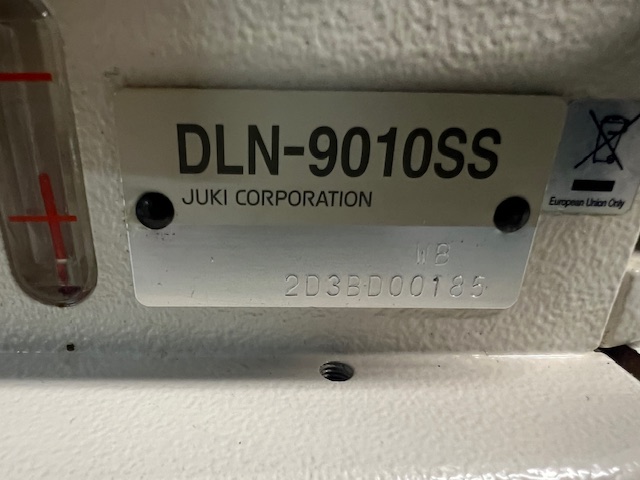 DLN-9010SS
JUKI CORPORATION
WB
2D3BD00185
European Union Only